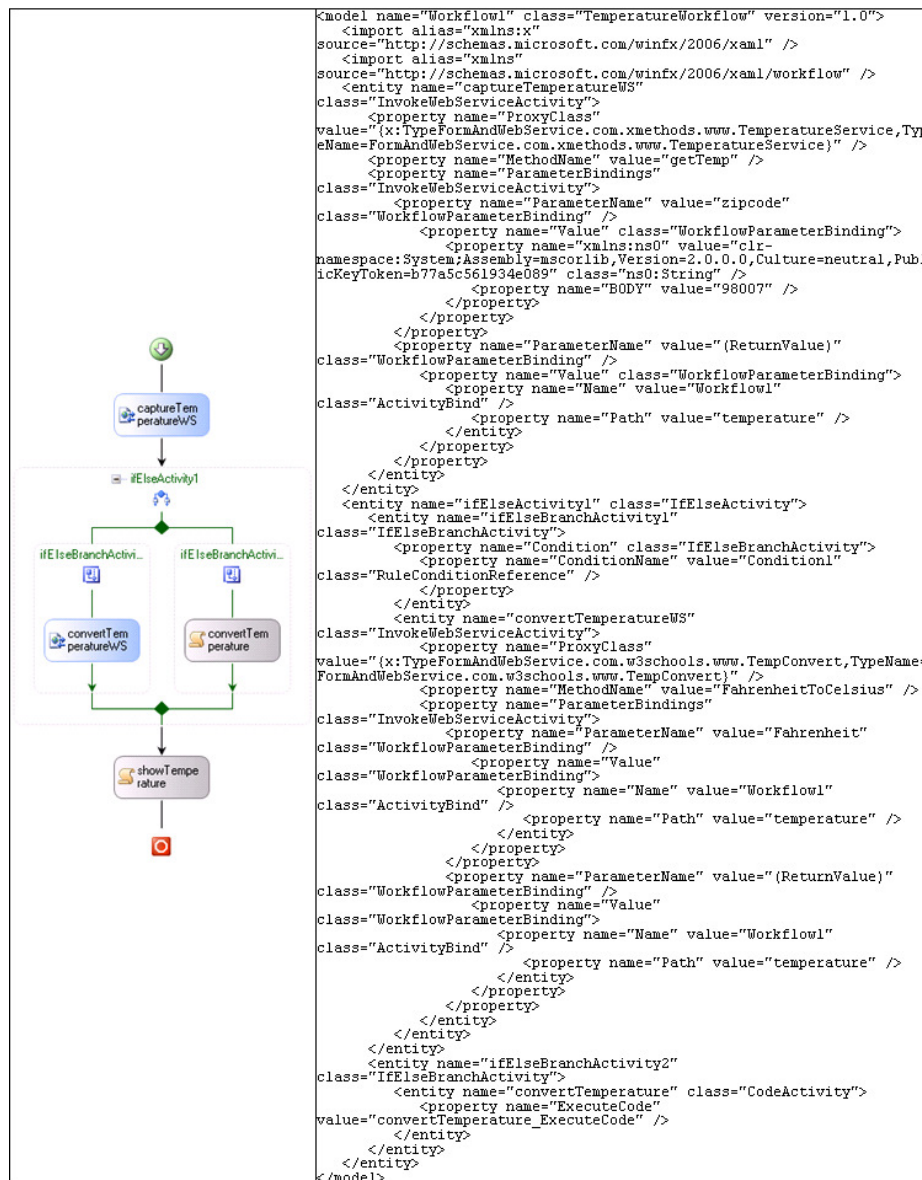 captureTem
peratureWS
ifElseActivity1
ifElseBranchActivi...
ifElseBranchActivi...
convertTem
peratureWS
convertTem
perature
showTempe
rature
<model name="Workflow1" class="TemperatureWorkflow" version="1.0">
<import alias="xmlns:x"
source="http://schemas.microsoft.com/winfx/2006/xaml" />
<import alias="xmlns"
source="http://schemas.microsoft.com/winfx/2006/xaml/workflow" />
<entity name="captureTemperatureWS"
class="InvokeWebServiceActivity">
<property name="ProxyClass"
value="{x:TypeFormAndWebService.com.xmethods.www.TemperatureService,Typ
eName=FormAndWebService.com.xmethods.www.TemperatureService}" />
<property name="MethodName" value="getTemp" />
<property name="ParameterBindings"
class="InvokeWebServiceActivity">
<property name="ParameterName" value="zipcode"
class="WorkflowParameterBinding" />
<property name="Value" class="WorkflowParameterBinding">
<property name="xmlns:ns0" value="clr-
namespace:System;Assembly=mscorlib,Version=2.0.0.0,Culture=neutral,Publ
icKeyToken=b77a5c561934e089" class="ns0:String" />
<property name="BODY" value="98007" />
</property>
</property>
</property>
<property name="ParameterName" value="(ReturnValue)"
class="WorkflowParameterBinding" />
<property name="Value" class="WorkflowParameterBinding">
<property name="Name" value="Workflow1"
class="ActivityBind" />
<property name="Path" value="temperature" />
</entity>
</property>
</property>
</entity>
</entity>
<entity name="ifElseActivity1" class="IfElseActivity">
<entity name="ifElseBranchActivity1"
class="IfElseBranchActivity">
<property name="Condition" class="IfElseBranchActivity">
<property name="ConditionName" value="Condition1"
class="RuleConditionReference" />
</property>
</entity>
<entity name="convertTemperatureWS"
class="InvokeWebServiceActivity">
<property name="ProxyClass"
value="{x:TypeFormAndWebService.com.w3schools.www.TempConvert,TypeName=
FormAndWebService.com.w3schools.www.TempConvert}" />
<property name="MethodName" value="FahrenheitToCelsius" />
<property name="ParameterBindings"
class="InvokeWebServiceActivity">
<property name="ParameterName" value="Fahrenheit"
class="WorkflowParameterBinding" />
<property name="Value"
class="WorkflowParameterBinding">
<property name="Name" value="Workflow1"
class="ActivityBind" />
<property name="Path" value="temperature" />
</entity>
</property>
</property>
<property name="ParameterName" value="(ReturnValue)"
class="WorkflowParameterBinding" />
<property name="Value"
class="WorkflowParameterBinding">
<property name="Name" value="Workflow1"
class="ActivityBind" />
<property name="Path" value="temperature" />
</entity>
</property>
</property>
</entity>
</entity>
</entity>
<entity name="ifElseBranchActivity2"
class="IfElseBranchActivity">
<entity name="convertTemperature" class="CodeActivity">
<property name="ExecuteCode"
value="convertTemperature_ExecuteCode" />
</entity>
</entity>
</entity>
</model>